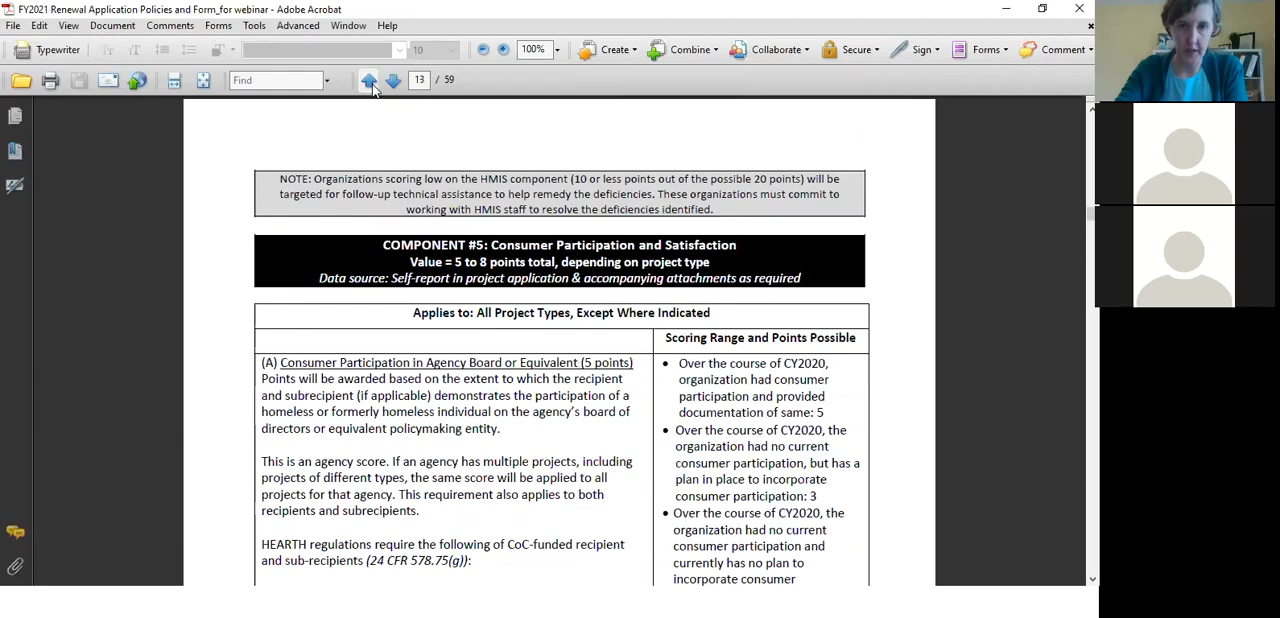 FY2021 Renewal Application Policies and Form_for webinar - Adobe Acrobat
File Edit View Document Comments Forms Tools Advanced Window Help
Typewriter 10 100% Create Combine Collaborate Secure Sign Forms Comment
Find 13 / 59
NOTE: Organizations scoring low on the HMIS component (10 or less points out of the possible 20 points) will be
targeted for follow-up technical assistance to help remedy the deficiencies. These organizations must commit to
working with HMIS staff to resolve the deficiencies identified.
COMPONENT #5: Consumer Participation and Satisfaction
Value = 5 to 8 points total, depending on project type
Data source: Self-report in project application & accompanying attachments as required
Applies to: All Project Types, Except Where Indicated
Scoring Range and Points Possible
(A) Consumer Participation in Agency Board or Equivalent (5 points)
Points will be awarded based on the extent to which the recipient
and subrecipient (if applicable) demonstrates the participation of a
homeless or formerly homeless individual on the agency's board of
directors or equivalent policymaking entity.
This is an agency score. If an agency has multiple projects, including
projects of different types, the same score will be applied to all
projects for that agency. This requirement also applies to both
recipients and subrecipients.
HEARTH regulations require the following of CoC-funded recipient
and sub-recipients (24 CFR 578.75(g)):
• Over the course of CY2020,
organization had consumer
participation and provided
documentation of same: 5
• Over the course of CY2020, the
organization had no current
consumer participation, but has a
plan in place to incorporate
consumer participation: 3
• Over the course of CY2020, the
organization had no current
consumer participation and
currently has no plan to
incorporate consumer